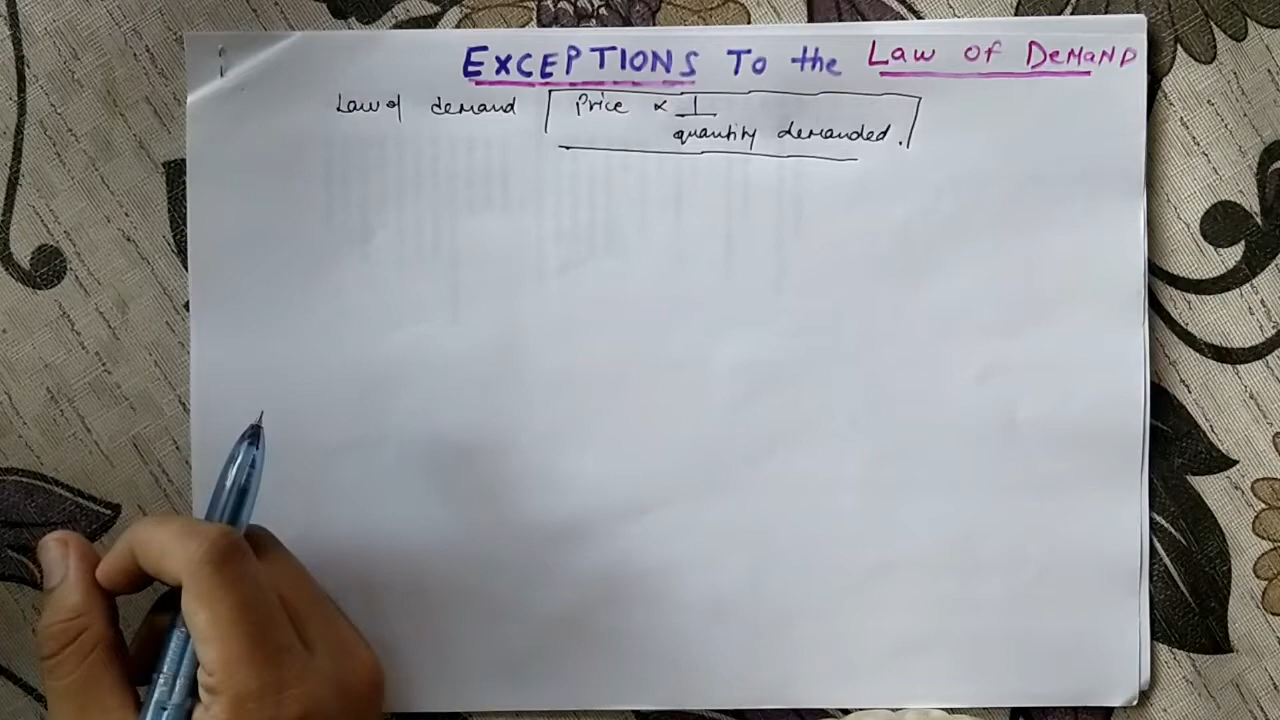 EXCEPTIONS To the Law of DeMaND
Law of demand Price ∝ 1
quantity demanded.